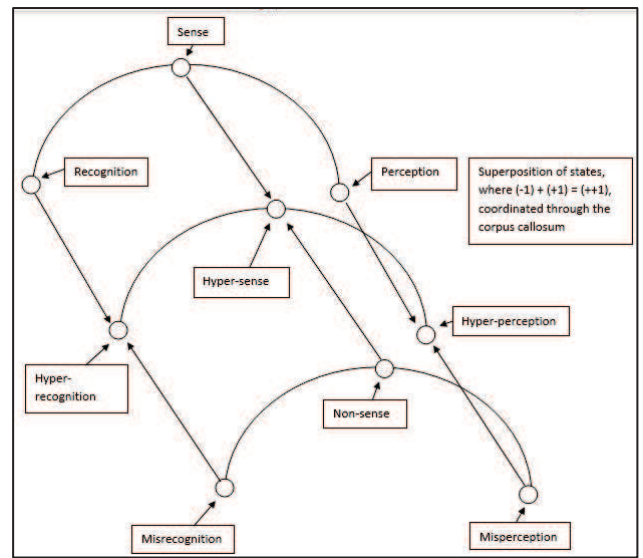 Sense
Recognition
Perception
Superposition of states,
where (-1) + (+1) = (++1),
coordinated through the
corpus callosum
Hyper-sense
Hyper-perception
Hyper-
recognition
Non-sense
Misrecognition
Misperception